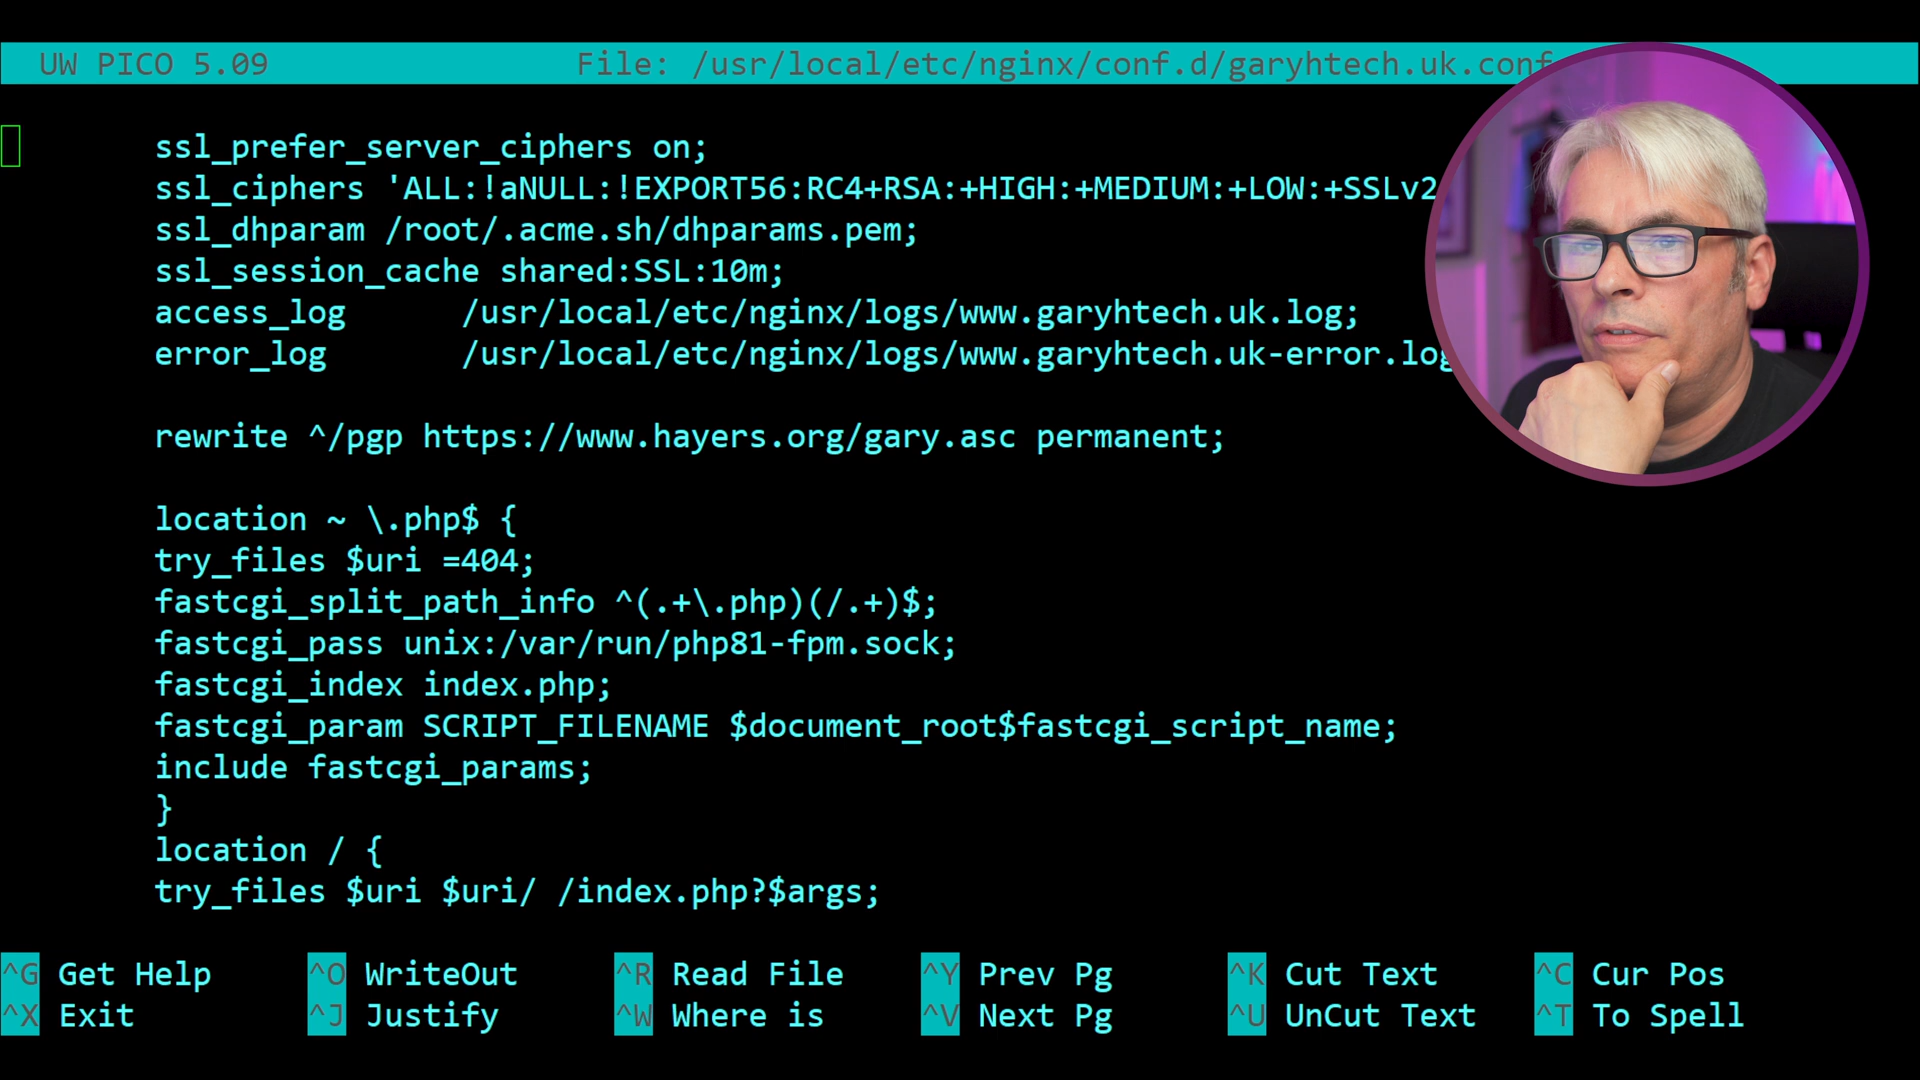 UW PICO 5.09 File: /usr/local/etc/nginx/conf.d/garyhtech.uk.conf
ssl_prefer_server_ciphers on;
ssl_ciphers 'ALL:!aNULL:!EXPORT56:RC4+RSA:+HIGH:+MEDIUM:+LOW:+SSLv2
ssl_dhparam /root/.acme.sh/dhparams.pem;
ssl_session_cache shared:SSL:10m;
access_log /usr/local/etc/nginx/logs/www.garyhtech.uk.log;
error_log /usr/local/etc/nginx/logs/www.garyhtech.uk-error.log
rewrite ^/pgp https://www.hayers.org/gary.asc permanent;
location ~ \.php$ {
try_files $uri =404;
fastcgi_split_path_info ^(.+\.php)(/.+)$;
fastcgi_pass unix:/var/run/php81-fpm.sock;
fastcgi_index index.php;
fastcgi_param SCRIPT_FILENAME $document_root$fastcgi_script_name;
include fastcgi_params;
}
location / {
try_files $uri $uri/ /index.php?$args;
^G Get Help ^O WriteOut ^R Read File ^Y Prev Pg ^K Cut Text ^C Cur Pos
^X Exit ^J Justify ^W Where is ^V Next Pg ^U UnCut Text ^T To Spell